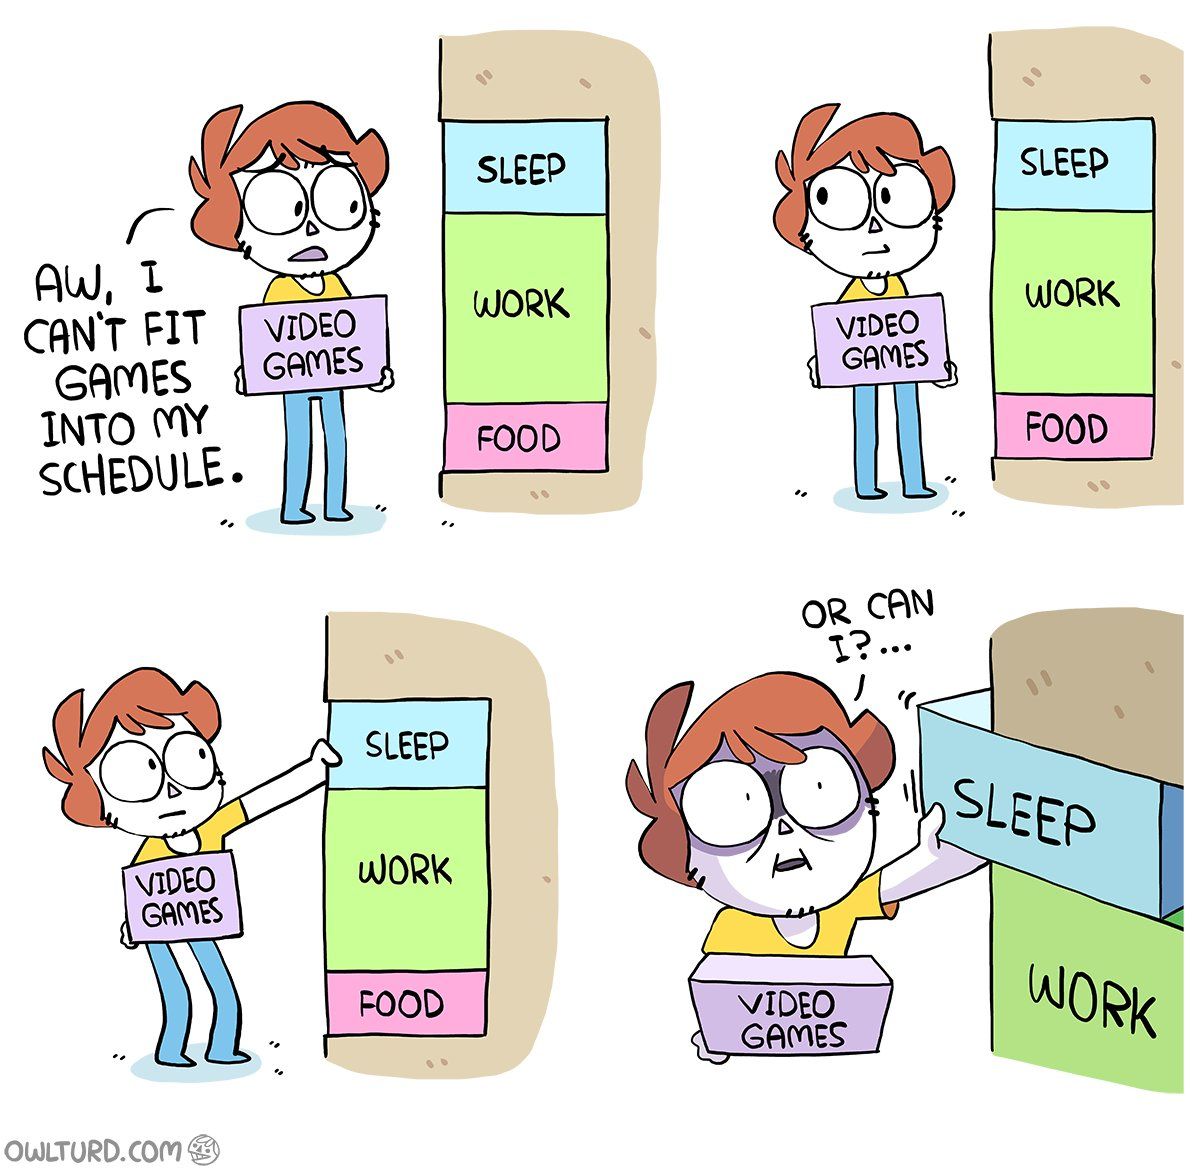 AW, I
CAN'T FIT
GAMES
INTO MY
SCHEDULE.
VIDEO
GAMES
SLEEP
WORK
FOOD
VIDEO
GAMES
SLEEP
WORK
FOOD
VIDEO
GAMES
SLEEP
WORK
FOOD
OR CAN
I?...
VIDEO
GAMES
SLEEP
WORK
OWLTURD.COM